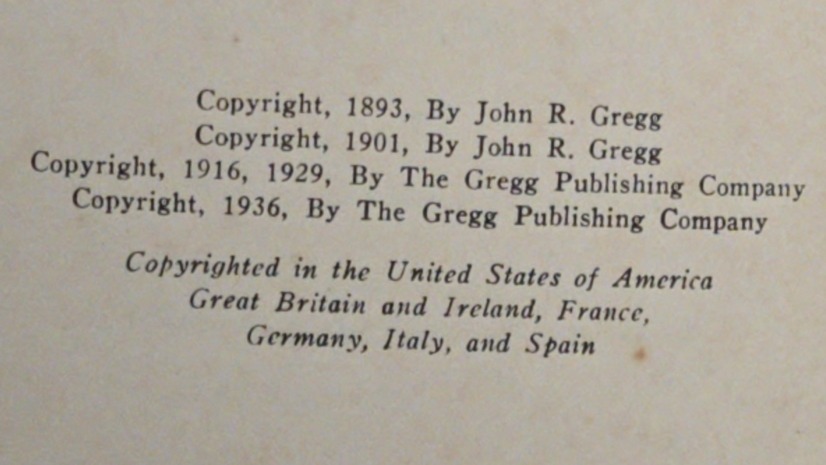 Copyright, 1893, By John R. Gregg
Copyright, 1901, By John R. Gregg
Copyright, 1916, 1929, By The Gregg Publishing Company
Copyright, 1936, By The Gregg Publishing Company
Copyrighted in the United States of America
Great Britain and Ireland, France,
Germany, Italy, and Spain